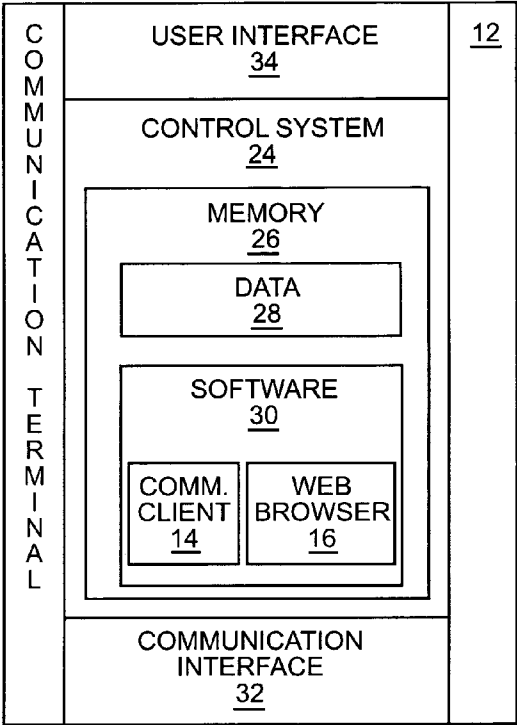 COMMUNICATION TERMINAL
12
USER INTERFACE
34
CONTROL SYSTEM
24
MEMORY
26
DATA
28
SOFTWARE
30
COMM.
CLIENT
14
WEB
BROWSER
16
COMMUNICATION
INTERFACE
32